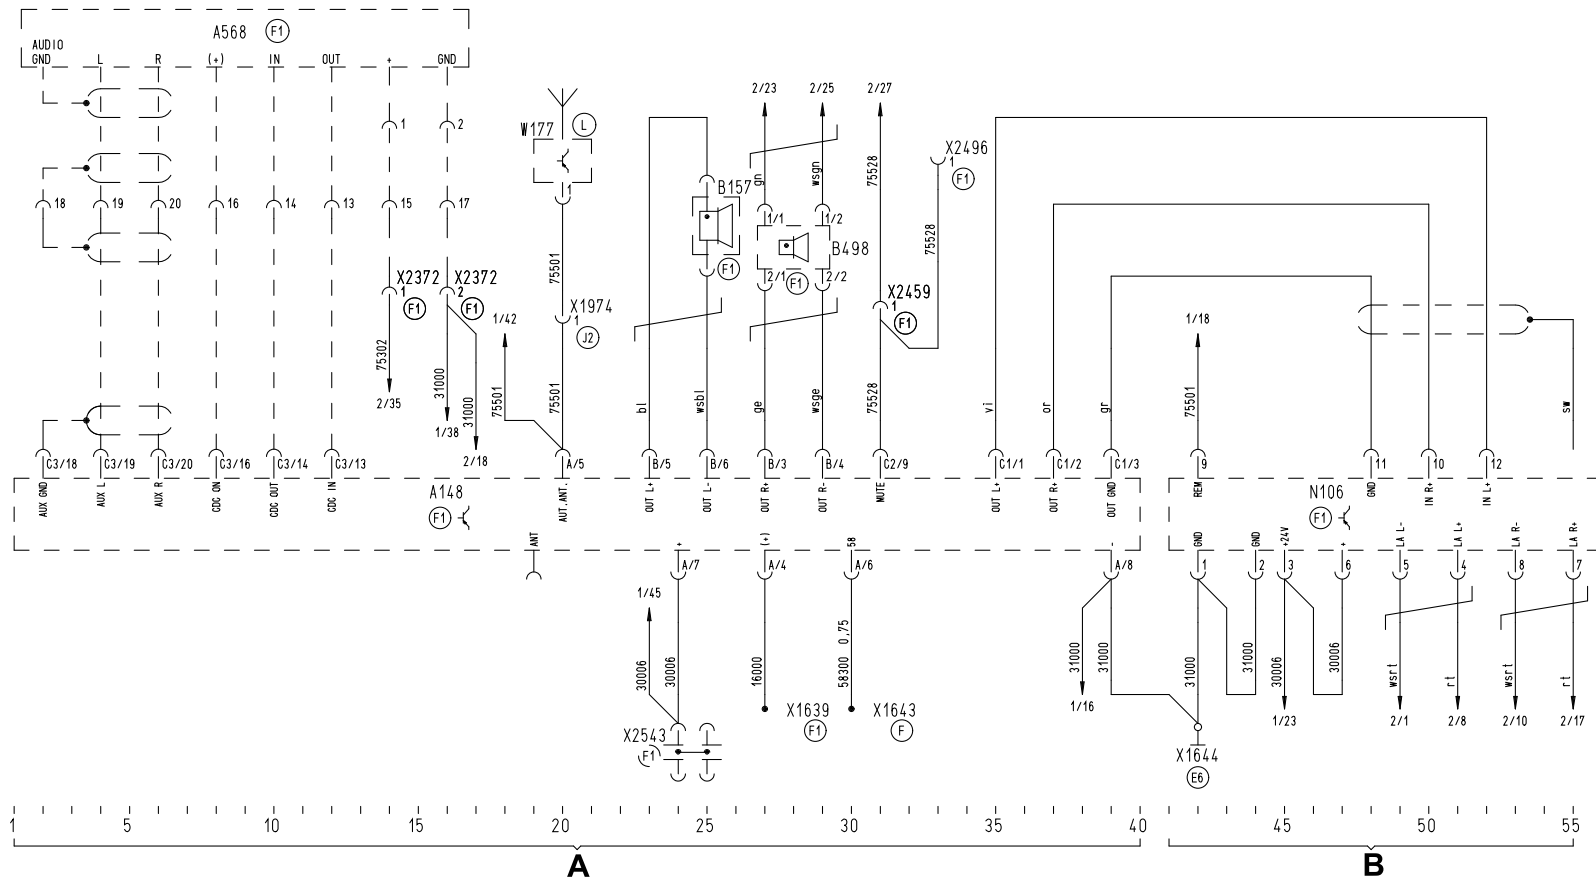 A568 F1
AUDIO
GND L R (+) IN OUT + GND
1 2
18 19 20 16 14 13 15 17
X2372
1
F1
X2372
2
F1
75302
2/35
31000
1/38
31000
2/18
W177 L
1
75501
X1974
1
J2
1/42
75501
75501
bl
wsbl
B157
F1
2/23 2/25 2/27
gn
wsgn
75528
1/1 1/2
B498
2/1 F1 2/2
ge
wsge
X2496
1
F1
75528
X2459
1
F1
75528
vi
or
gr
1/18
75501
sw
C3/18 C3/19 C3/20 C3/16 C3/14 C3/13 A/5 B/5 B/6 B/3 B/4 C2/9 C1/1 C1/2 C1/3 9 11 10 12
AUX GND
AUX L
AUX R
CDC ON
CDC OUT
CDC IN
A148
F1
AUT.ANT.
OUT L+
OUT L-
OUT R+
OUT R-
MUTE
OUT L+
OUT R+
OUT GND
REM
N106
F1
GND
IN R+
IN L+
ANT
+
(+)
58
-
GND
GND
+24V
+
LA L-
LA L+
LA R-
LA R+
A/7 A/4 A/6 A/8 1 2 3 6 5 4 8 7
1/45
30006
30006
16000
58300 0,75
31000
31000
31000
31000
30006
30006
wsrt
rt
wsrt
rt
X2543
F1
X1639
F1
X1643
F
1/16
X1644
E6
1/23 2/1 2/8 2/10 2/17
1 5 10 15 20 25 30 35 40 45 50 55
A B